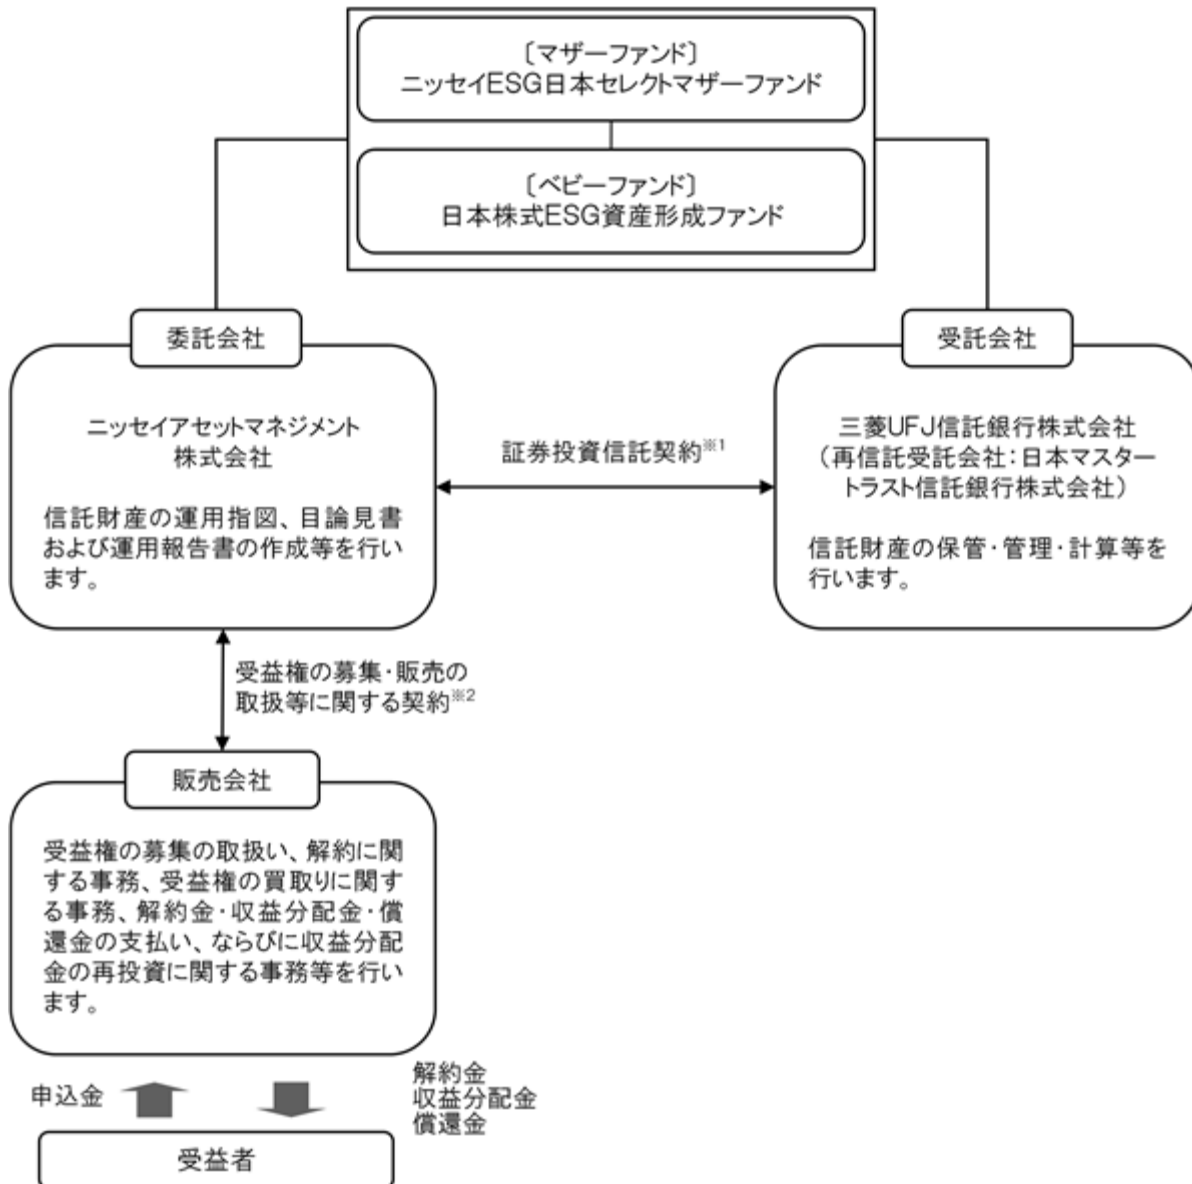 〔マザーファンド〕
ニッセイESG日本セレクトマザーファンド
〔ベビーファンド〕
日本株式ESG資産形成ファンド
委託会社
ニッセイアセットマネジメント
株式会社
信託財産の運用指図、目論見書
および運用報告書の作成等を行い
ます。
証券投資信託契約※1
受託会社
三菱UFJ信託銀行株式会社
（再信託受託会社：日本マスター
トラスト信託銀行株式会社）
信託財産の保管・管理・計算等を
行います。
受益権の募集・販売の
取扱等に関する契約※2
販売会社
受益権の募集の取扱い、解約に関
する事務、受益権の買取りに関す
る事務、解約金・収益分配金・償
還金の支払い、ならびに収益分配
金の再投資に関する事務等を行い
ます。
申込金
解約金
収益分配金
償還金
受益者